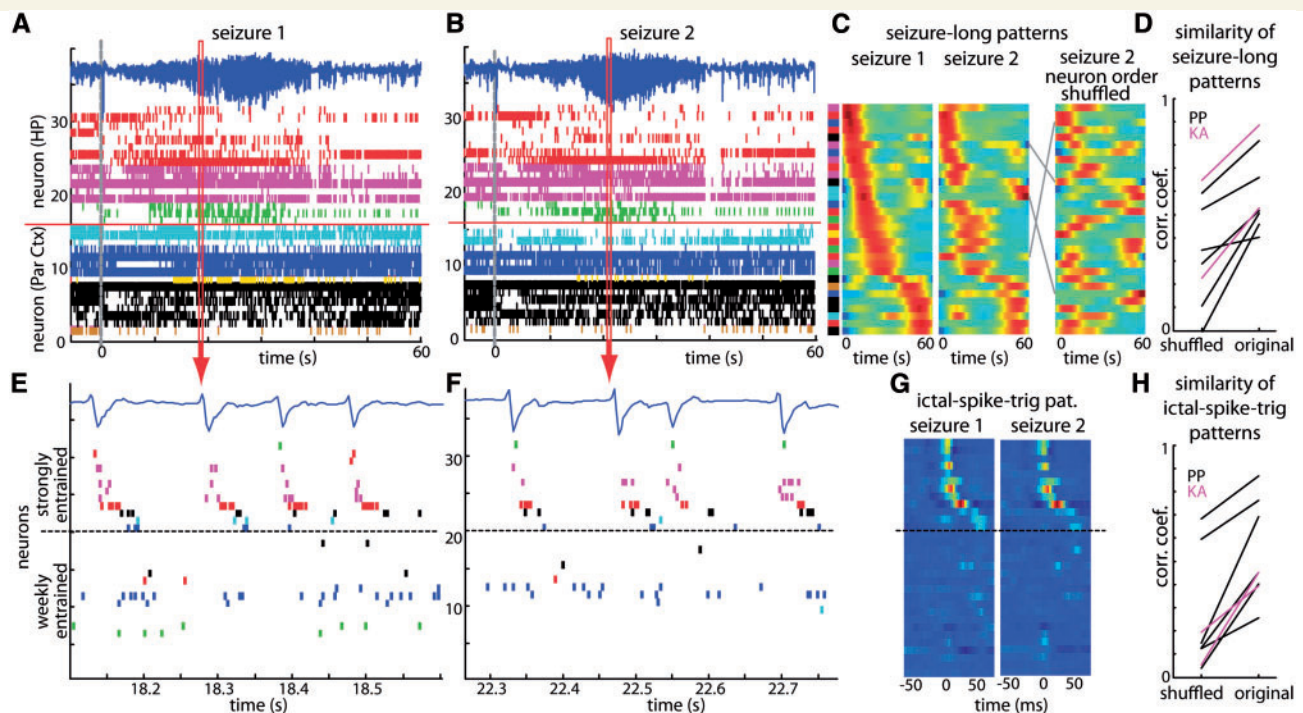 A
seizure 1
neuron (HP)
neuron (Par Ctx)
30
20
10
0
0
60
time (s)
B
seizure 2
30
20
10
0
0
60
time (s)
C
seizure-long patterns
seizure 1
seizure 2
seizure 2
neuron order
shuffled
0
60
time (s)
0
60
time (s)
0
60
time (s)
D
similarity of
seizure-long
patterns
1
PP
KA
corr. coef.
0
shuffled original
E
neurons
strongly
entrained
weekly
entrained
18.2
18.3
18.4
18.5
time (s)
F
30
20
10
22.3
22.4
22.5
22.6
22.7
time (s)
G
ictal-spike-trig pat.
seizure 1
seizure 2
-50
0
50
-50
0
50
time (ms)
H
similarity of
ictal-spike-trig
patterns
1
PP
KA
corr. coef.
0
shuffled original